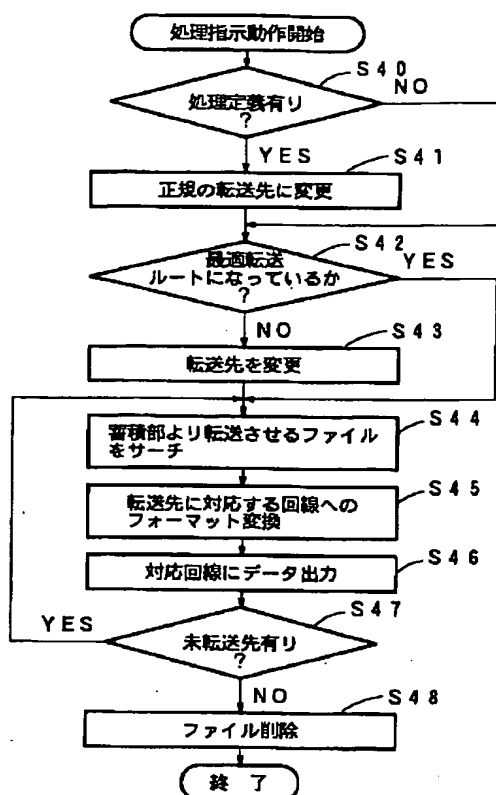 処理指示動作開始
S40
NO
処理定義有り
?
YES
S41
正規の転送先に変更
S42
最適転送
ルートになっているか
?
YES
NO
S43
転送先を変更
S44
蓄積部より転送させるファイル
をサーチ
S45
転送先に対応する回線への
フォーマット変換
S46
対応回線にデータ出力
S47
YES
未転送先有り
?
NO
S48
ファイル削除
終了